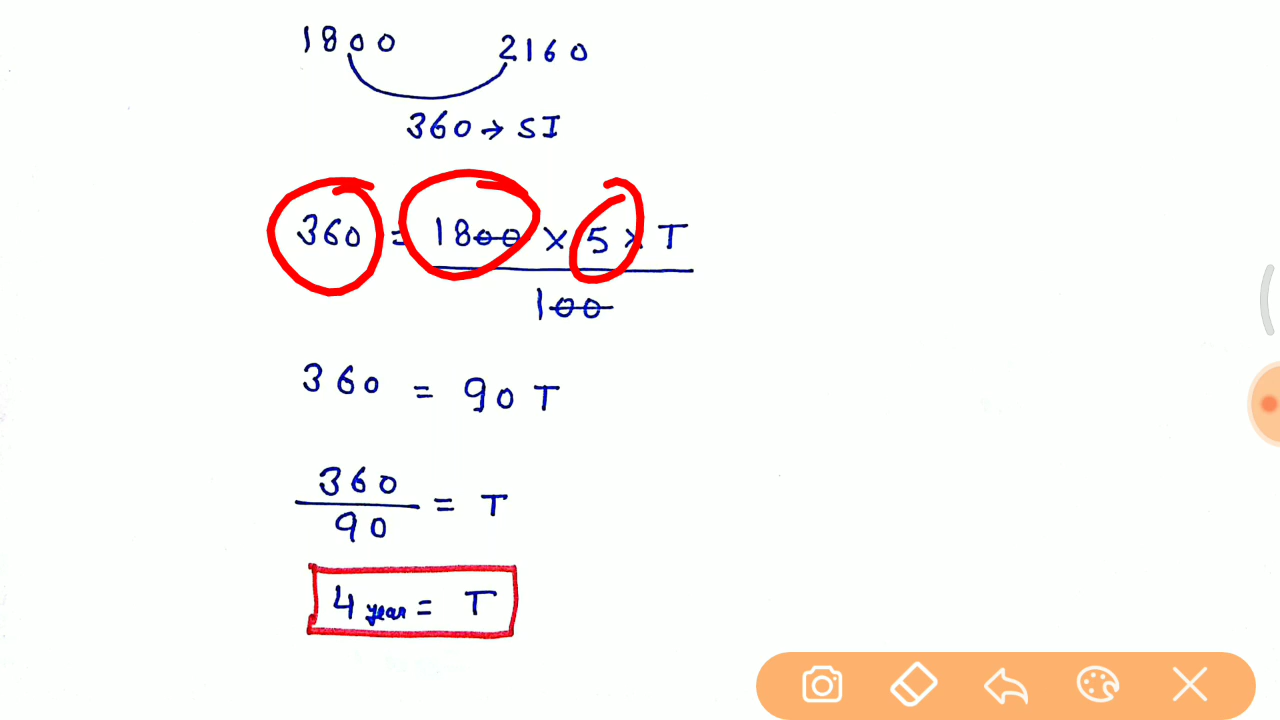 1800 2160
360 → SI
360 = 1800 × 5 × T
100
360 = 90 T
360
90 = T
4 year = T